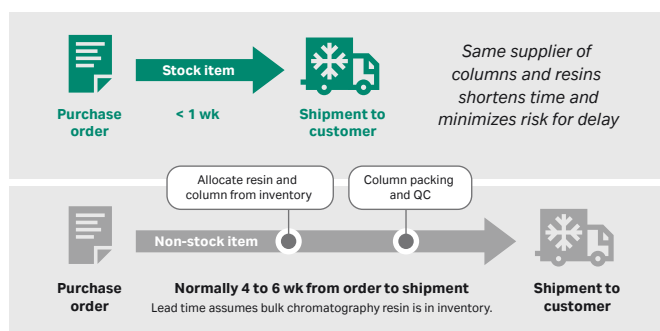 Stock item
Purchase
order
< 1 wk
Shipment to
customer
Same supplier of
columns and resins
shortens time and
minimizes risk for delay
Allocate resin and
column from inventory
Column packing
and QC
Non-stock item
Purchase
order
Normally 4 to 6 wk from order to shipment
Lead time assumes bulk chromatography resin is in inventory.
Shipment to
customer